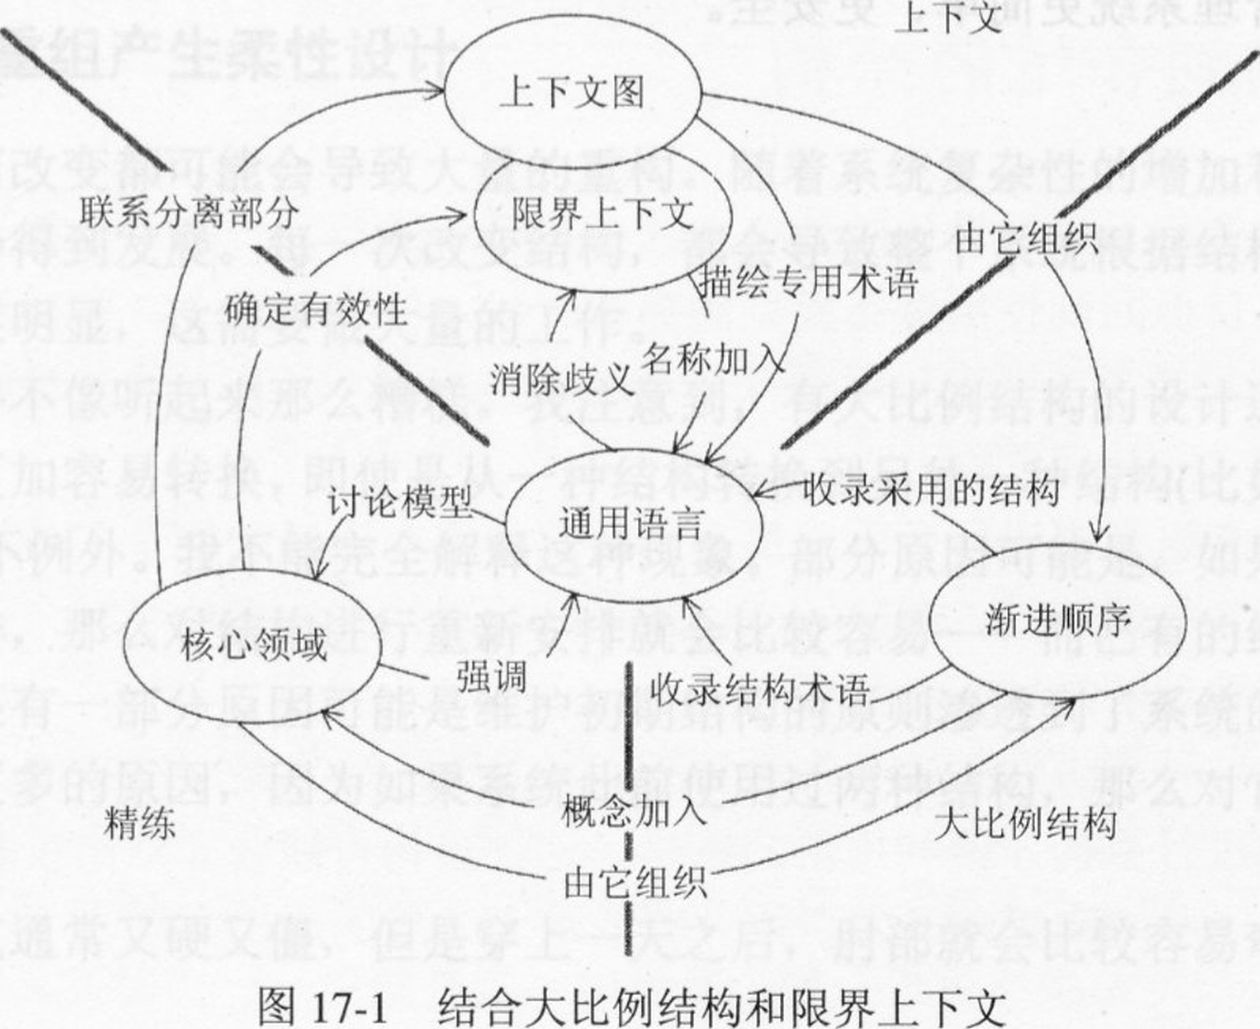 上下文
上下文图
联系分离部分
限界上下文
由它组织
描绘专用术语
确定有效性
名称加入
消除歧义
讨论模型
通用语言
收录采用的结构
核心领域
渐进顺序
强调
收录结构术语
概念加入
精练
大比例结构
由它组织
图 17-1 结合大比例结构和限界上下文